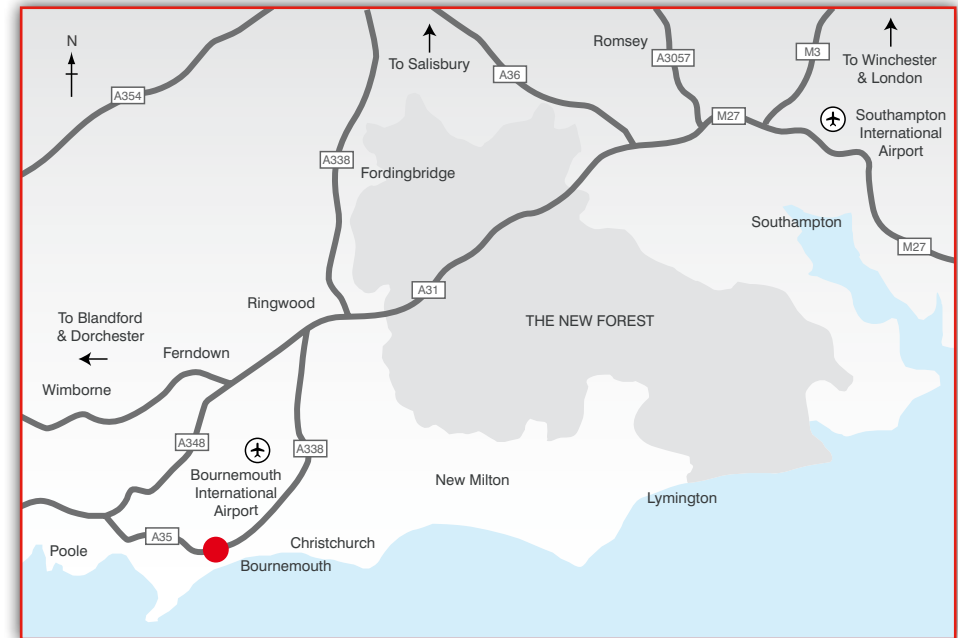 N
To Salisbury
Romsey
A3057
M3
To Winchester
& London
A36
A354
M27
Southampton
International
Airport
A338
Fordingbridge
Southampton
M27
A31
Ringwood
To Blandford
& Dorchester
THE NEW FOREST
Ferndown
Wimborne
A348
A338
Bournemouth
International
Airport
New Milton
Lymington
A35
Christchurch
Poole
Bournemouth